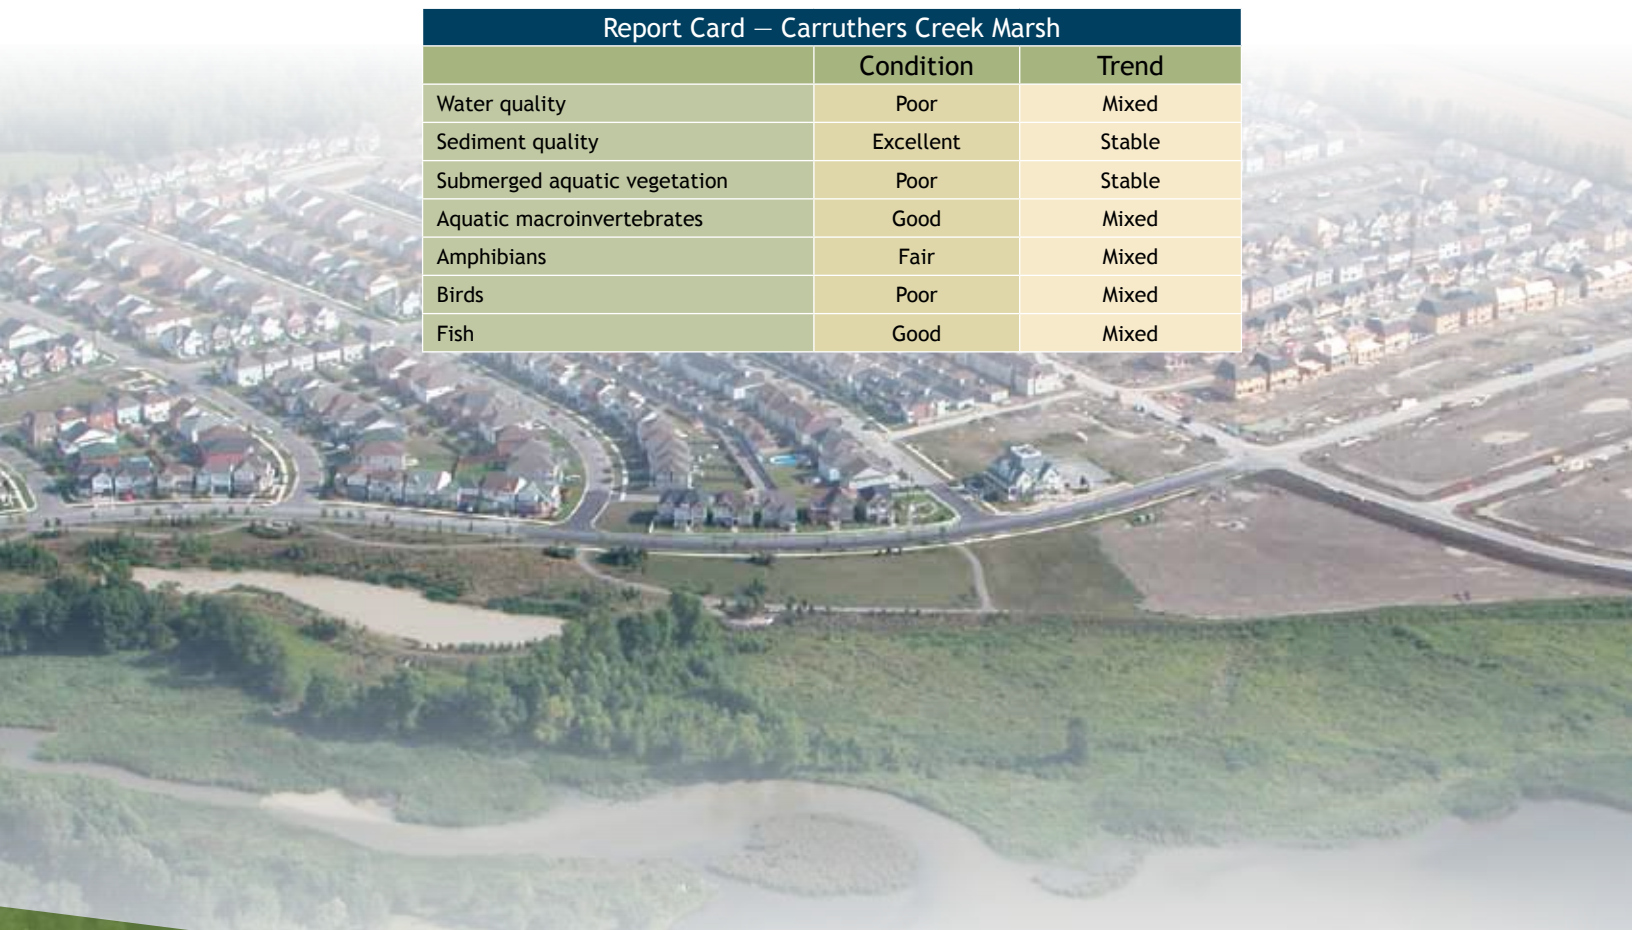 Report Card — Carruthers Creek Marsh
Condition Trend
Water quality Poor Mixed
Sediment quality Excellent Stable
Submerged aquatic vegetation Poor Stable
Aquatic macroinvertebrates Good Mixed
Amphibians Fair Mixed
Birds Poor Mixed
Fish Good Mixed